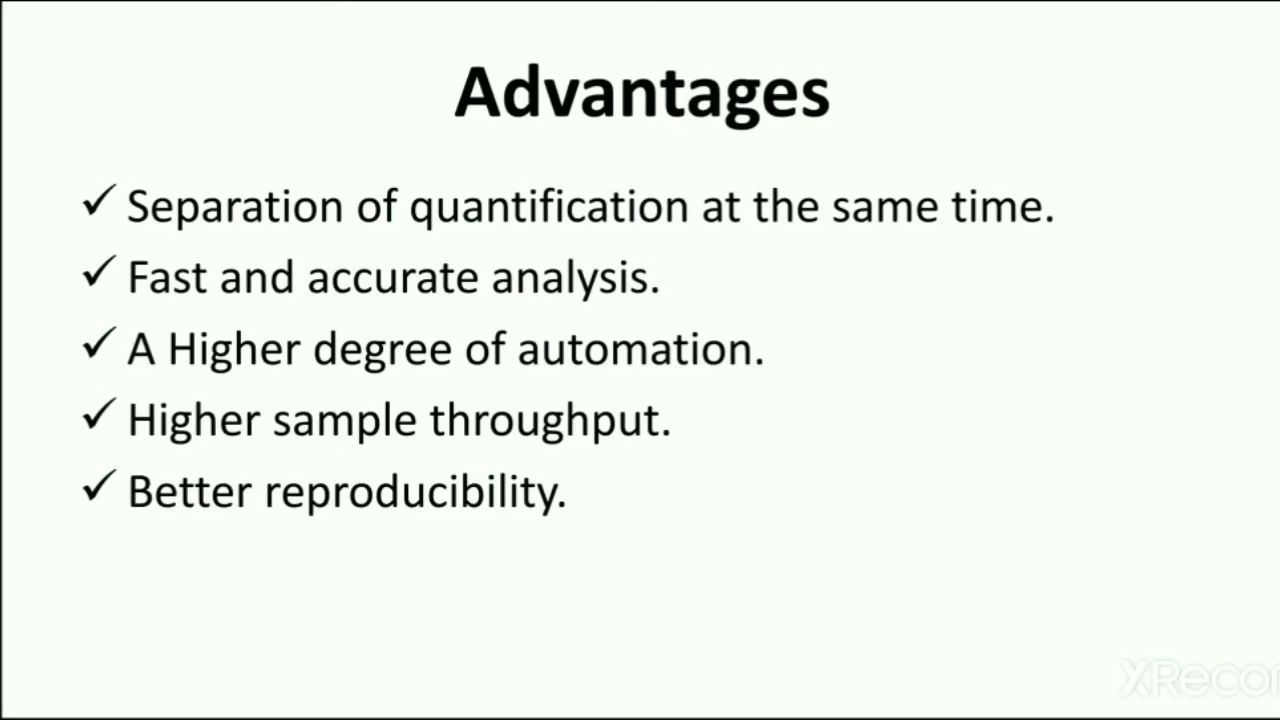 Advantages
✓ Separation of quantification at the same time.
✓ Fast and accurate analysis.
✓ A Higher degree of automation.
✓ Higher sample throughput.
✓ Better reproducibility.
XRecor